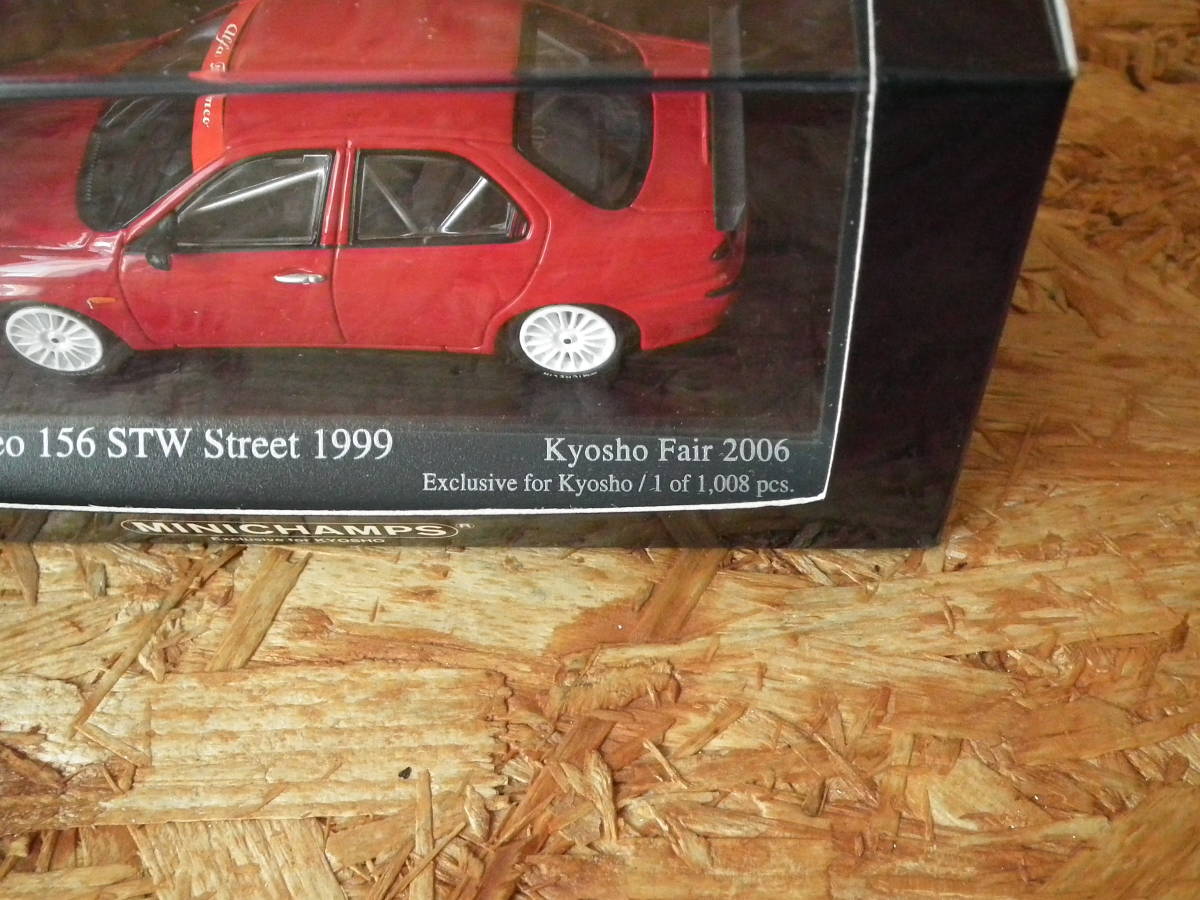 Alfa
eo 156 STW Street 1999
Kyosho Fair 2006
Exclusive for Kyosho / 1 of 1,008 pcs.
MINICHAMPS®
Exclusive for KYOSHO